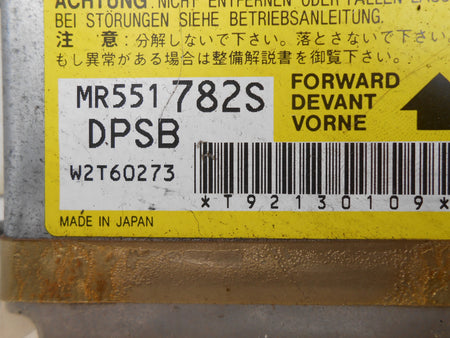 ACHTUNG: NICHT ENTFERNEN ODER FALLEN LASS
BEI STÖRUNGEN SIEHE BETRIEBSANLEITUNG.
注 意 : 分解しないで下さい。落とさないで下さい。
もし異常がある場合は整備解説書を御覧下さい。
MR551 782S
DPSB
W2T60273
FORWARD
DEVANT
VORNE
*T92130109*
MADE IN JAPAN